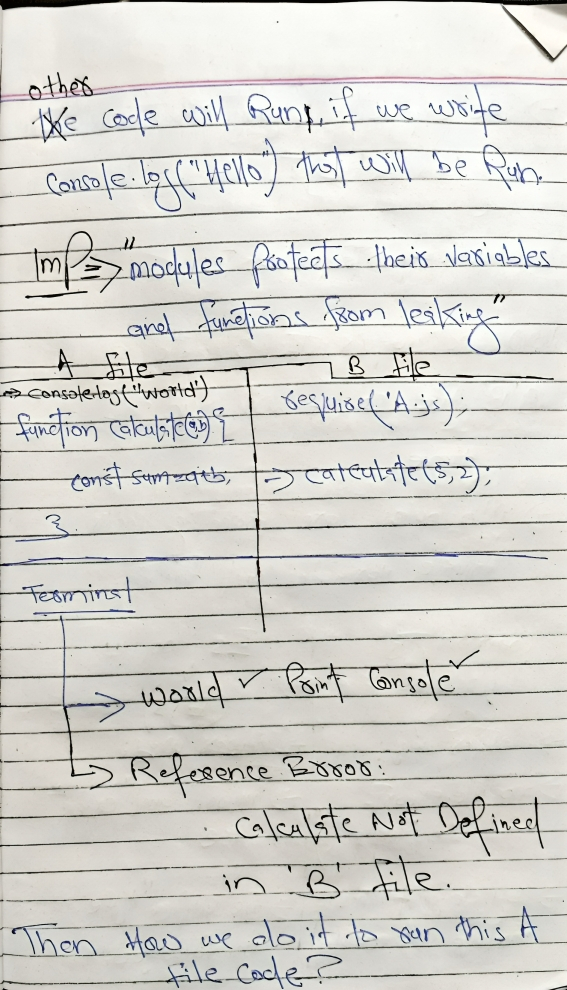 other
the code will Run, if we write
Console.log("Hello") that will be Run.
Imp => "modules protects their variables
and functions from leaking"
A file
B file
=> console.log("World")
function calculate(a,b) {
const sum=a+b;
}
require('A.js);
=> calculate(5,2);
Terminal
World ✓ Print Console ✓
Reference Error:
Calculate Not Defined
in 'B' file.
Then How we do it to run this A
file code?